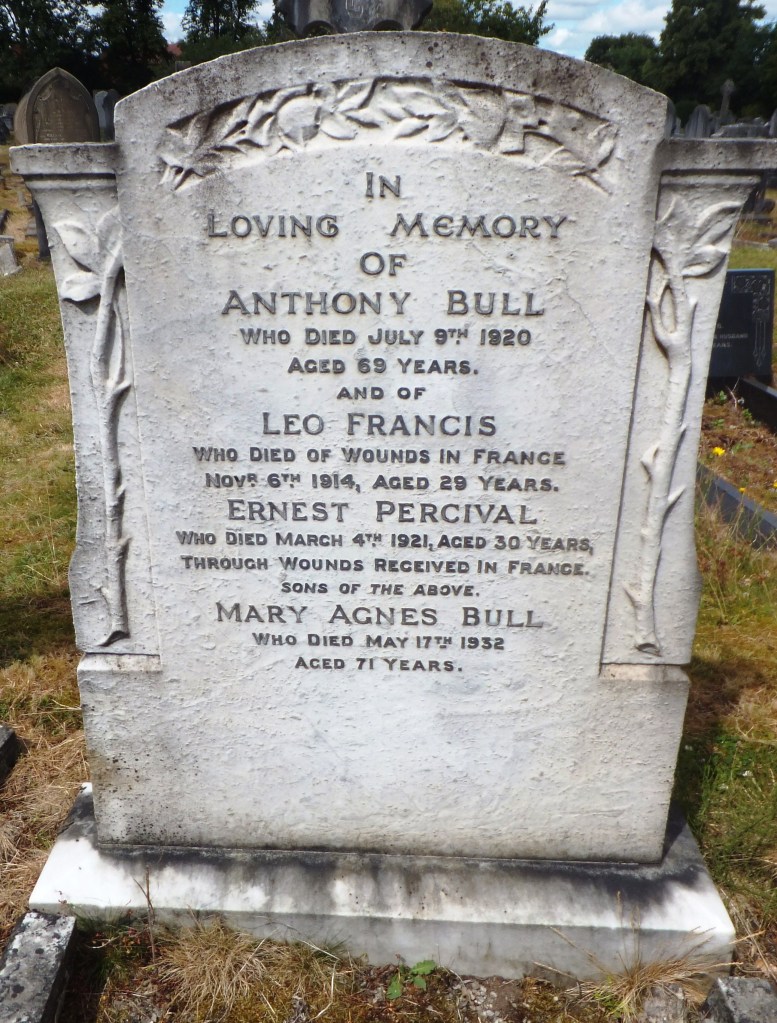 In
Loving Memory
of
Anthony Bull
Who Died July 9th 1920
Aged 69 Years.
and of
Leo Francis
Who Died of Wounds in France
Novr 6th 1914, Aged 29 Years.
Ernest Percival
Who Died March 4th 1921, Aged 30 Years,
Through Wounds Received in France.
Sons of the Above.
Mary Agnes Bull
Who Died May 17th 1932
Aged 71 Years.